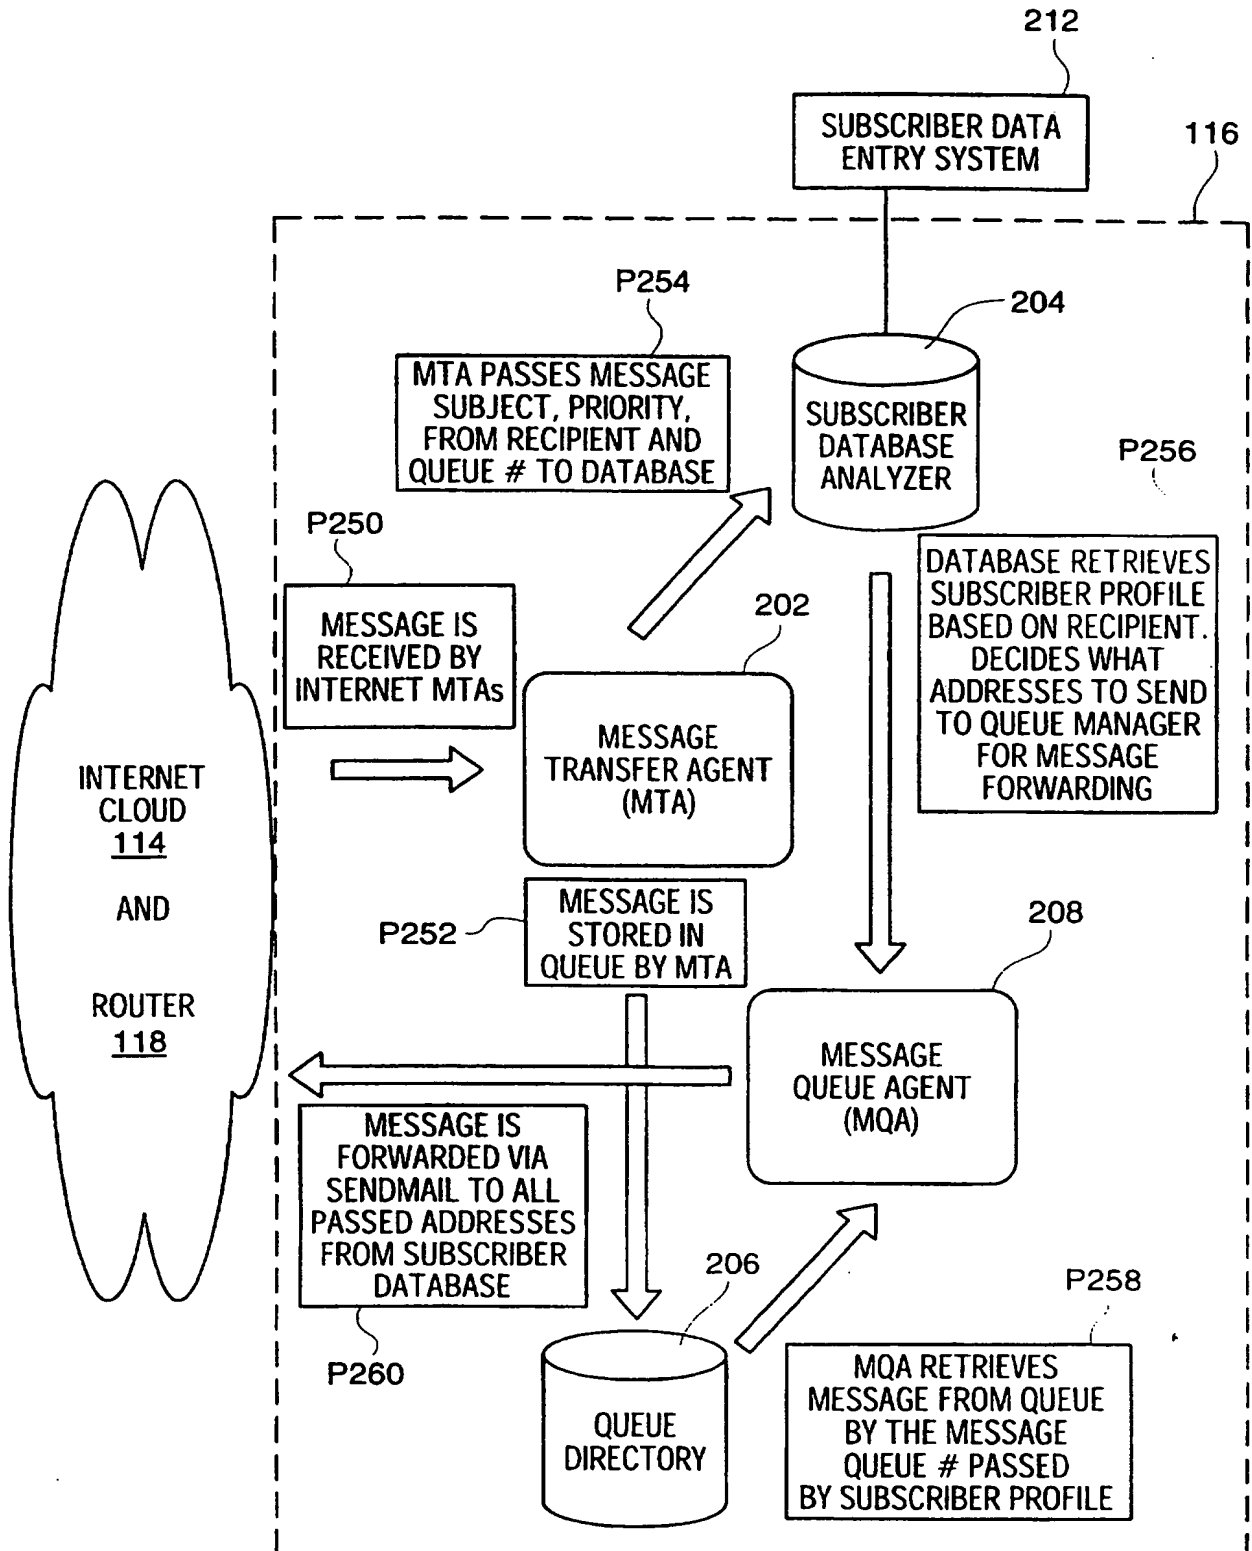 212
SUBSCRIBER DATA
ENTRY SYSTEM
116
P254
204
MTA PASSES MESSAGE
SUBJECT, PRIORITY,
FROM RECIPIENT AND
QUEUE # TO DATABASE
SUBSCRIBER
DATABASE
ANALYZER
P256
P250
MESSAGE IS
RECEIVED BY
INTERNET MTAs
202
DATABASE RETRIEVES
SUBSCRIBER PROFILE
BASED ON RECIPIENT.
DECIDES WHAT
ADDRESSES TO SEND
TO QUEUE MANAGER
FOR MESSAGE
FORWARDING
MESSAGE
TRANSFER AGENT
(MTA)
INTERNET
CLOUD
114
AND
ROUTER
118
P252
MESSAGE IS
STORED IN
QUEUE BY MTA
208
MESSAGE
QUEUE AGENT
(MQA)
MESSAGE IS
FORWARDED VIA
SENDMAIL TO ALL
PASSED ADDRESSES
FROM SUBSCRIBER
DATABASE
P260
206
QUEUE
DIRECTORY
P258
MQA RETRIEVES
MESSAGE FROM QUEUE
BY THE MESSAGE
QUEUE # PASSED
BY SUBSCRIBER PROFILE